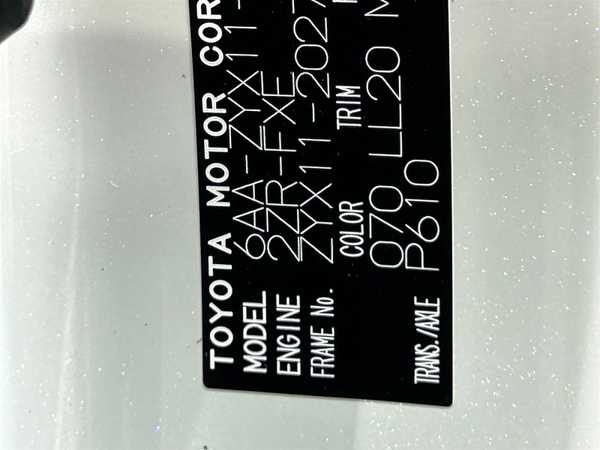 TOYOTA MOTOR COR
MODEL 6AA-ZYX11-
ENGINE 2ZR-FXE
FRAME No. ZYX11-2027
COLOR TRIM
070 LL20
TRANS./AXLE P610